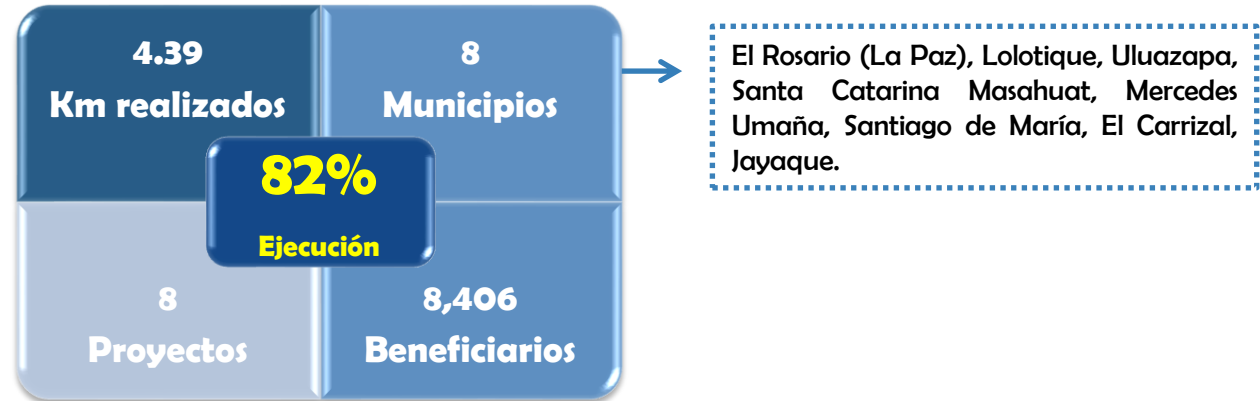 4.39
Km realizados
8
Municipios
82%
Ejecución
8
Proyectos
8,406
Beneficiarios
El Rosario (La Paz), Lolotique, Uluazapa,
Santa Catarina Masahuat, Mercedes
Umaña, Santiago de María, El Carrizal,
Jayaque.